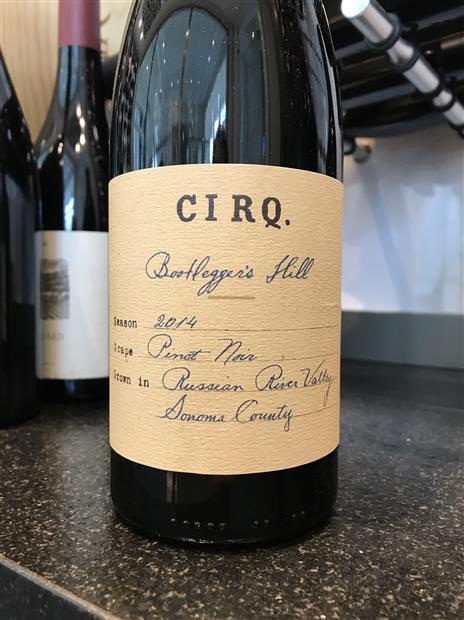 CIRQ.
Bootlegger's Hill
Season 2014
Grape Pinot Noir
Grown in Russian River Valley
Sonoma County